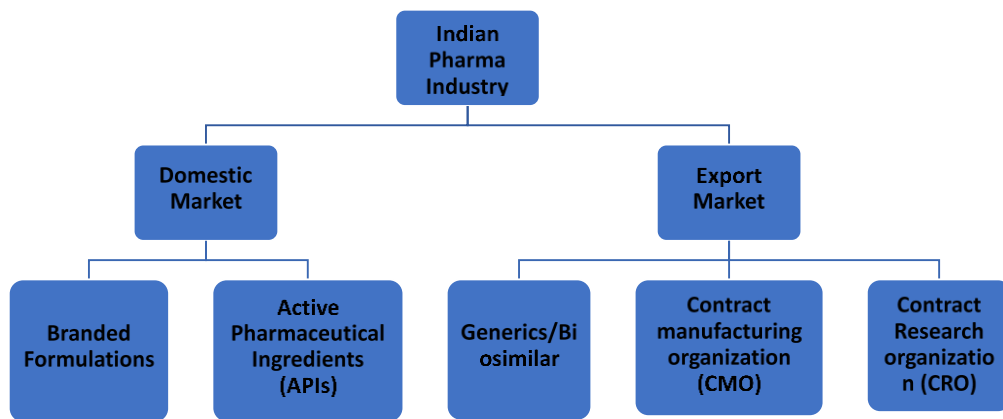 Indian
Pharma
Industry
Domestic
Market
Export
Market
Branded
Formulations
Active
Pharmaceutical
Ingredients
(APIs)
Generics/Bi
osimilar
Contract
manufacturing
organization
(CMO)
Contract
Research
organizatio
n (CRO)